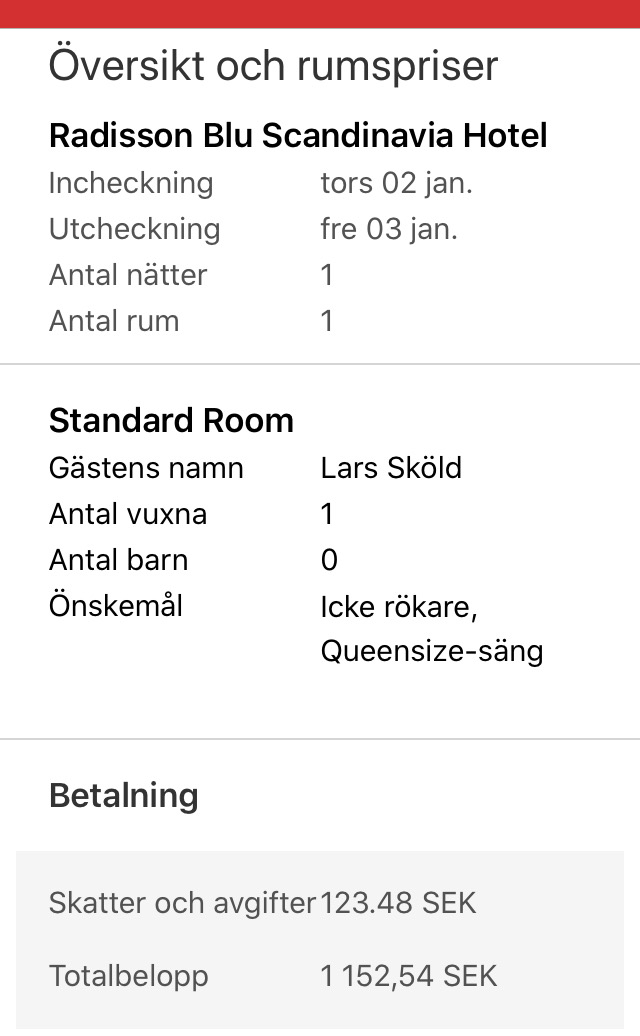 Översikt och rumspriser
Radisson Blu Scandinavia Hotel
Incheckning tors 02 jan.
Utcheckning fre 03 jan.
Antal nätter 1
Antal rum 1
Standard Room
Gästens namn Lars Sköld
Antal vuxna 1
Antal barn 0
Önskemål Icke rökare,
Queensize-säng
Betalning
Skatter och avgifter 123.48 SEK
Totalbelopp 1 152,54 SEK